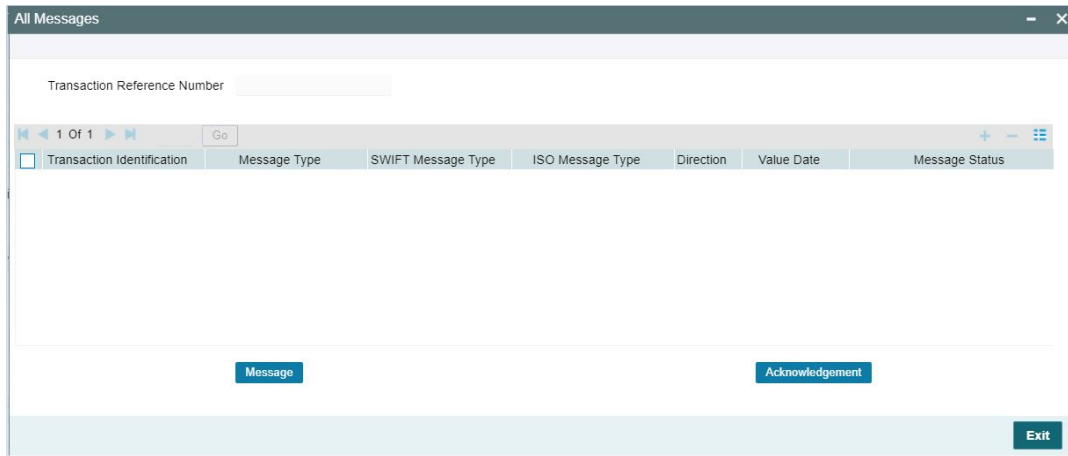 All Messages
Transaction Reference Number
1 Of 1 Go
Transaction Identification Message Type SWIFT Message Type ISO Message Type Direction Value Date Message Status
Message Acknowledgement
Exit